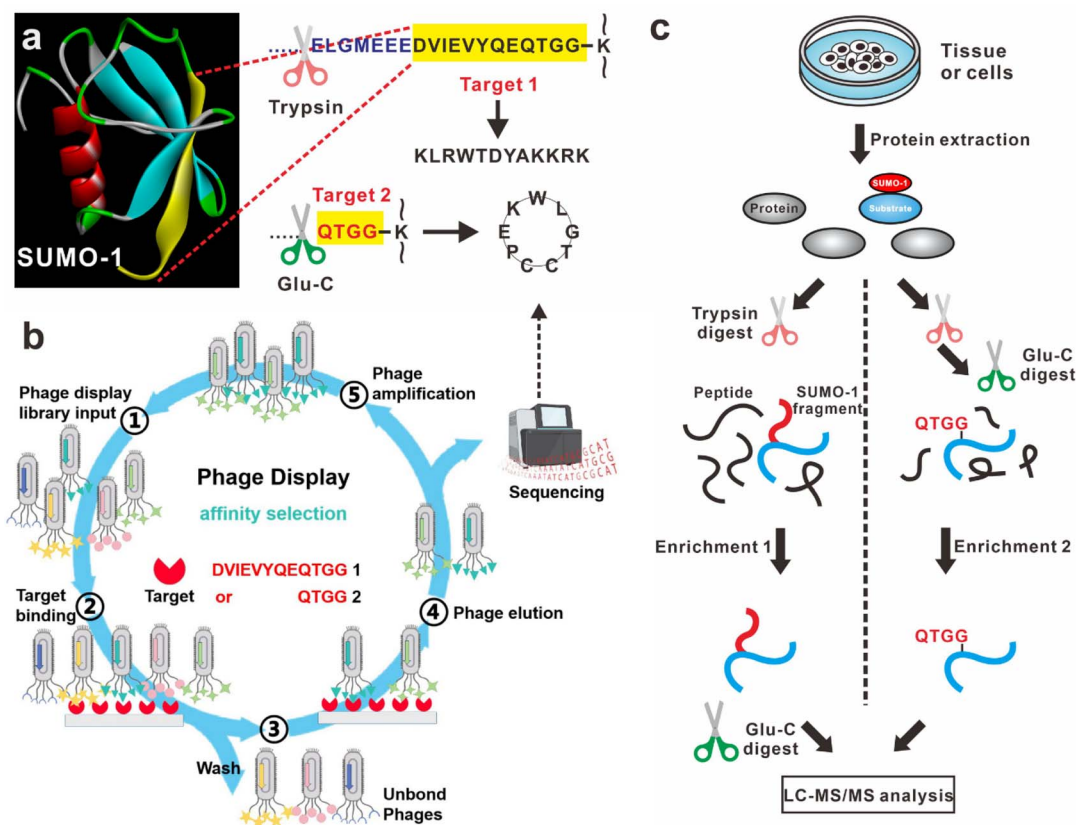 a
SUMO-1
......ELGMEEEDVIEVYQEQTGG-K
Trypsin
Target 1
KLRWTDYAKKRK
Target 2
......QTGG-K
Glu-C
K W L G T C C P E
b
Phage display
library input
1
Phage
amplification
5
Phage Display
affinity selection
Target
DVIEVYQEQTGG 1
or QTGG 2
Target
binding
2
4
Phage elution
3
Wash
Unbond
Phages
Sequencing
c
Tissue
or cells
Protein extraction
SUMO-1
Substrate
Protein
Trypsin
digest
Glu-C
digest
Peptide
SUMO-1
fragment
QTGG
Enrichment 1
Enrichment 2
QTGG
Glu-C
digest
LC-MS/MS analysis